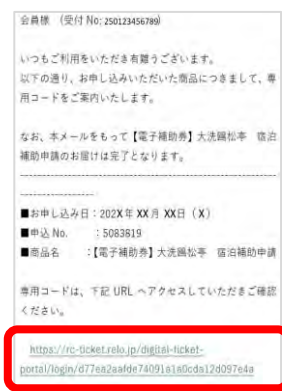 会員様 （受付 No: 250123456789）
いつもご利用をいただき有難うございます。
以下の通り、お申し込みいただいた商品につきまして、専
用コードをご案内いたします。
なお、本メールをもって【電子補助券】大洗鷗松亭 宿泊
補助申請のお届けは完了となります。
---------------------------------------------------------------
-----------------
■お申し込み日：202X年 XX月 XX日（X）
■申込 No. ：5083819
■商品名 ：【電子補助券】大洗鷗松亭 宿泊補助申請
専用コードは、下記 URL へアクセスしていただきご確認
ください。
https://rc-ticket.relo.jp/digital-ticket-
portal/login/d77ea2aafde74091a1a0cda12d097e4a